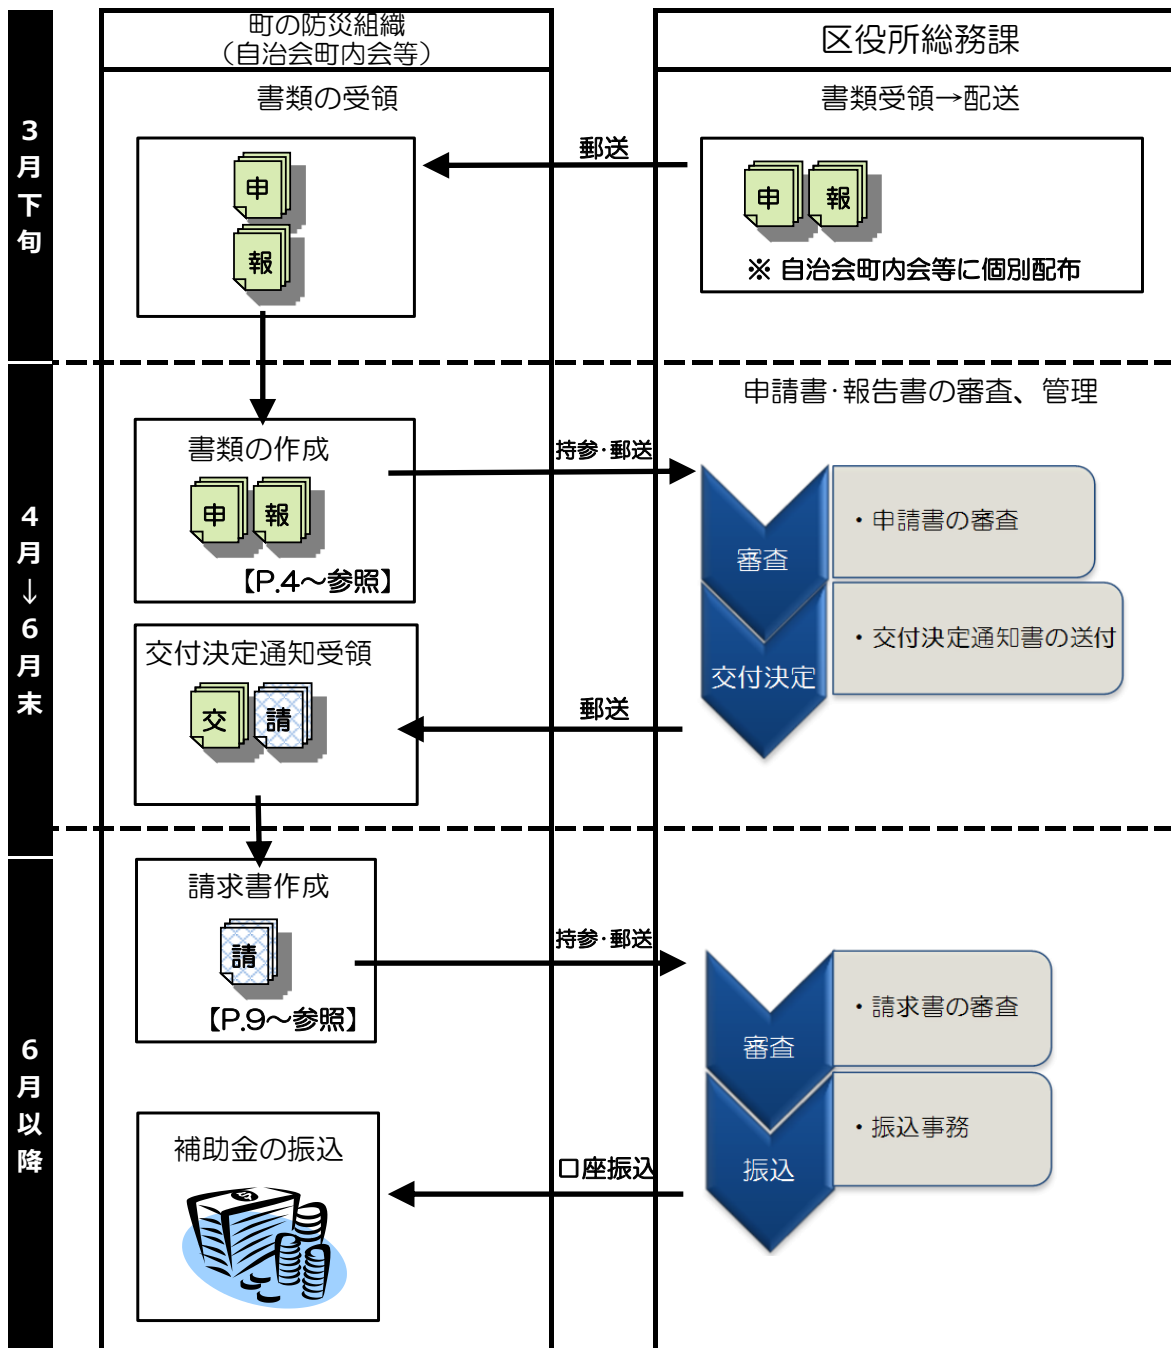 町の防災組織
（自治会町内会等）
区役所総務課
3月下旬
書類の受領
書類受領→配送
郵送
申
報
申
報
※ 自治会町内会等に個別配布
4月→6月末
申請書･報告書の審査、管理
書類の作成
持参･郵送
申
報
【P.4～参照】
審査
・申請書の審査
交付決定
・交付決定通知書の送付
交付決定通知受領
交
請
郵送
6月以降
請求書作成
請
【P.9～参照】
持参･郵送
審査
・請求書の審査
振込
・振込事務
補助金の振込
口座振込